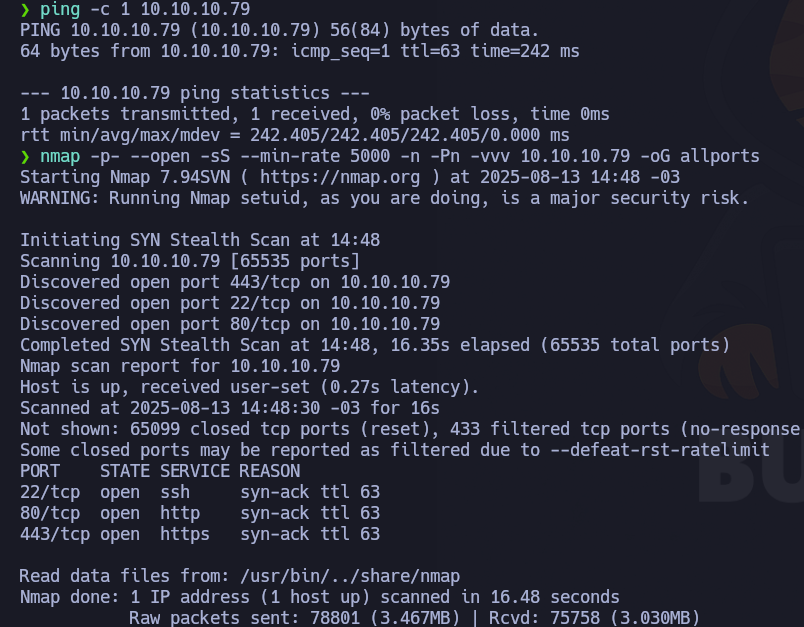 ❯ ping -c 1 10.10.10.79
PING 10.10.10.79 (10.10.10.79) 56(84) bytes of data.
64 bytes from 10.10.10.79: icmp_seq=1 ttl=63 time=242 ms
--- 10.10.10.79 ping statistics ---
1 packets transmitted, 1 received, 0% packet loss, time 0ms
rtt min/avg/max/mdev = 242.405/242.405/242.405/0.000 ms
❯ nmap -p- --open -sS --min-rate 5000 -n -Pn -vvv 10.10.10.79 -oG allports
Starting Nmap 7.94SVN ( https://nmap.org ) at 2025-08-13 14:48 -03
WARNING: Running Nmap setuid, as you are doing, is a major security risk.
Initiating SYN Stealth Scan at 14:48
Scanning 10.10.10.79 [65535 ports]
Discovered open port 443/tcp on 10.10.10.79
Discovered open port 22/tcp on 10.10.10.79
Discovered open port 80/tcp on 10.10.10.79
Completed SYN Stealth Scan at 14:48, 16.35s elapsed (65535 total ports)
Nmap scan report for 10.10.10.79
Host is up, received user-set (0.27s latency).
Scanned at 2025-08-13 14:48:30 -03 for 16s
Not shown: 65099 closed tcp ports (reset), 433 filtered tcp ports (no-response
Some closed ports may be reported as filtered due to --defeat-rst-ratelimit
PORT    STATE SERVICE REASON
22/tcp  open  ssh     syn-ack ttl 63
80/tcp  open  http    syn-ack ttl 63
443/tcp open  https   syn-ack ttl 63
Read data files from: /usr/bin/../share/nmap
Nmap done: 1 IP address (1 host up) scanned in 16.48 seconds
           Raw packets sent: 78801 (3.467MB) | Rcvd: 75758 (3.030MB)